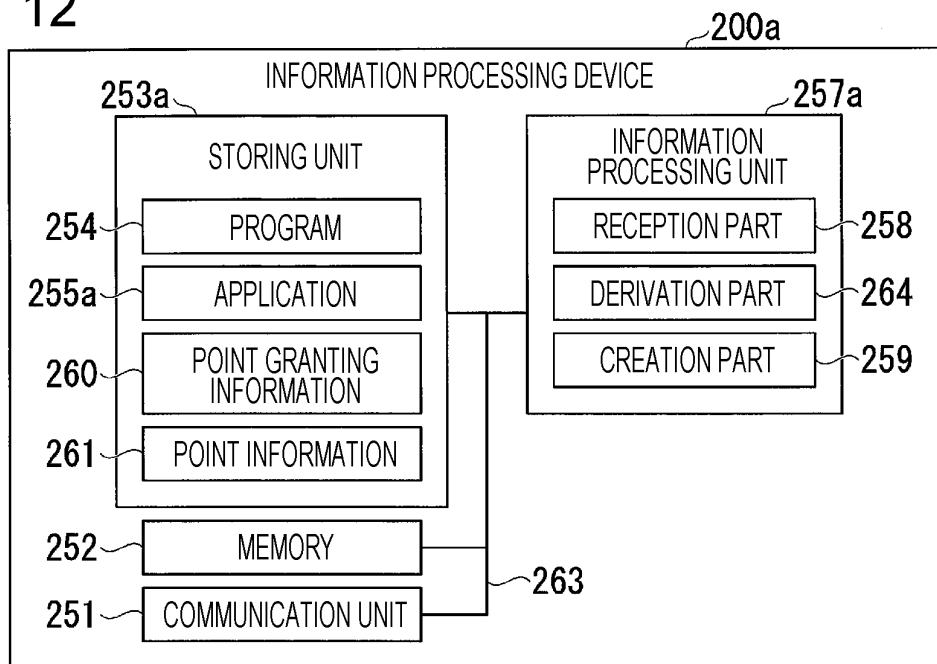 12
200a
INFORMATION PROCESSING DEVICE
253a
STORING UNIT
254
PROGRAM
255a
APPLICATION
260
POINT GRANTING
INFORMATION
261
POINT INFORMATION
252
MEMORY
251
COMMUNICATION UNIT
257a
INFORMATION
PROCESSING UNIT
RECEPTION PART
258
DERIVATION PART
264
CREATION PART
259
263